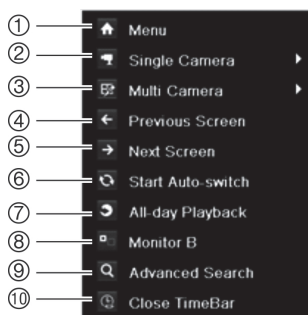 ① Menu
② Single Camera
③ Multi Camera
④ Previous Screen
⑤ Next Screen
⑥ Start Auto-switch
⑦ All-day Playback
⑧ Monitor B
⑨ Advanced Search
⑩ Close TimeBar